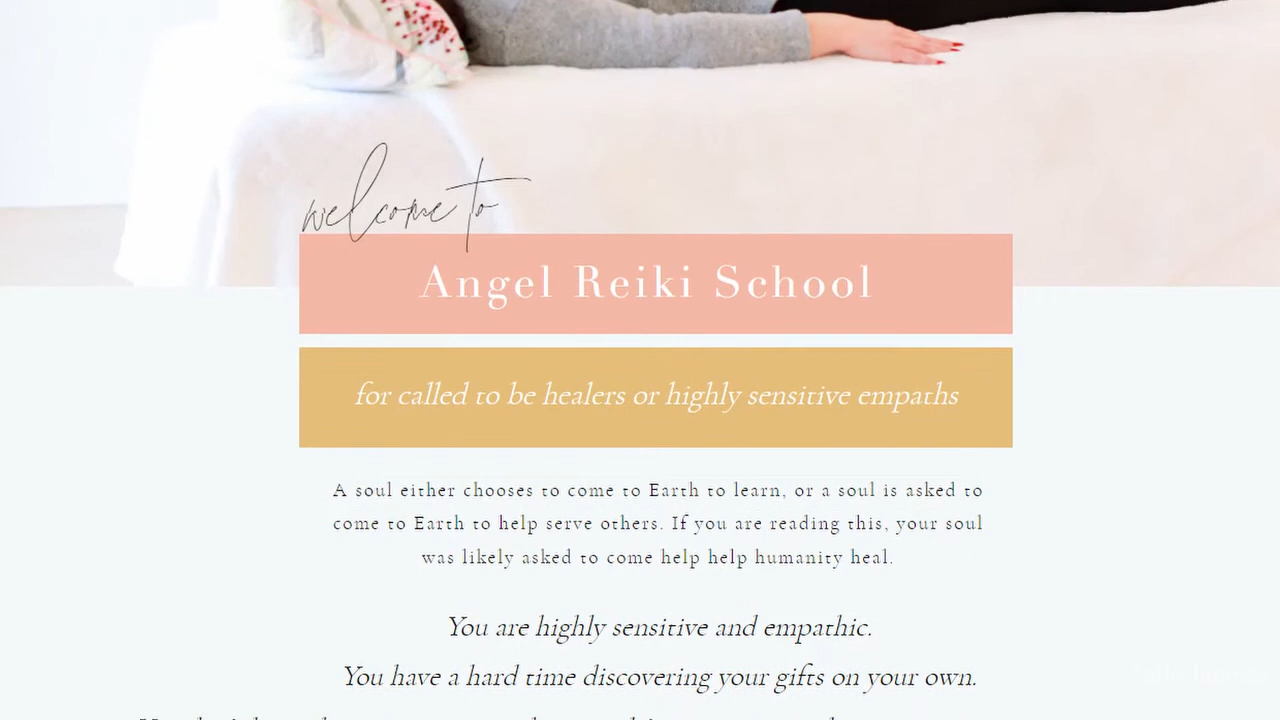 welcome to
Angel Reiki School
for called to be healers or highly sensitive empaths
A soul either chooses to come to Earth to learn, or a soul is asked to
come to Earth to help serve others. If you are reading this, your soul
was likely asked to come help help humanity heal.
You are highly sensitive and empathic.
You have a hard time discovering your gifts on your own.